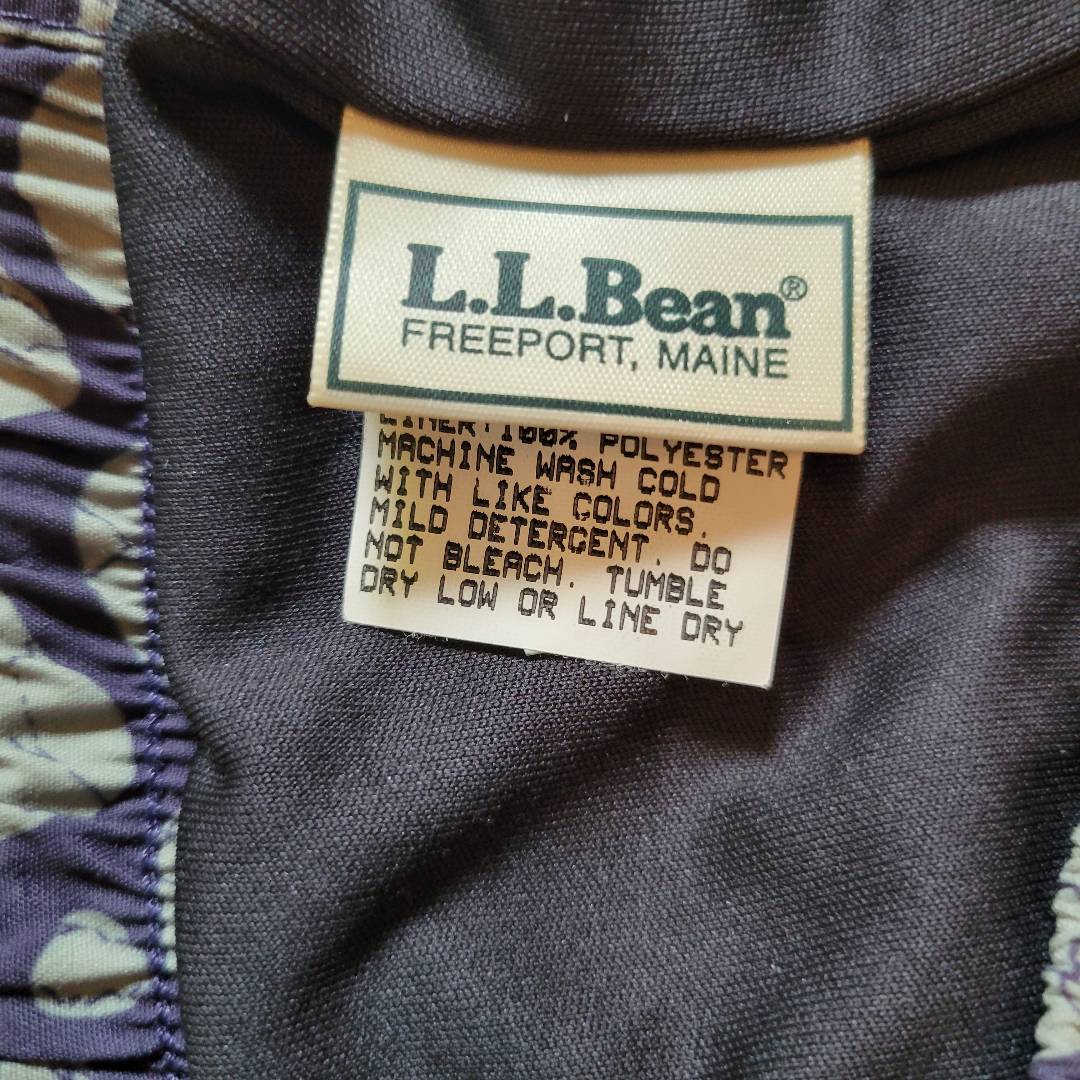 L.L.Bean®
FREEPORT, MAINE
LINER: 100% POLYESTER
MACHINE WASH COLD
WITH LIKE COLORS.
MILD DETERGENT. DO
NOT BLEACH. TUMBLE
DRY LOW OR LINE DRY